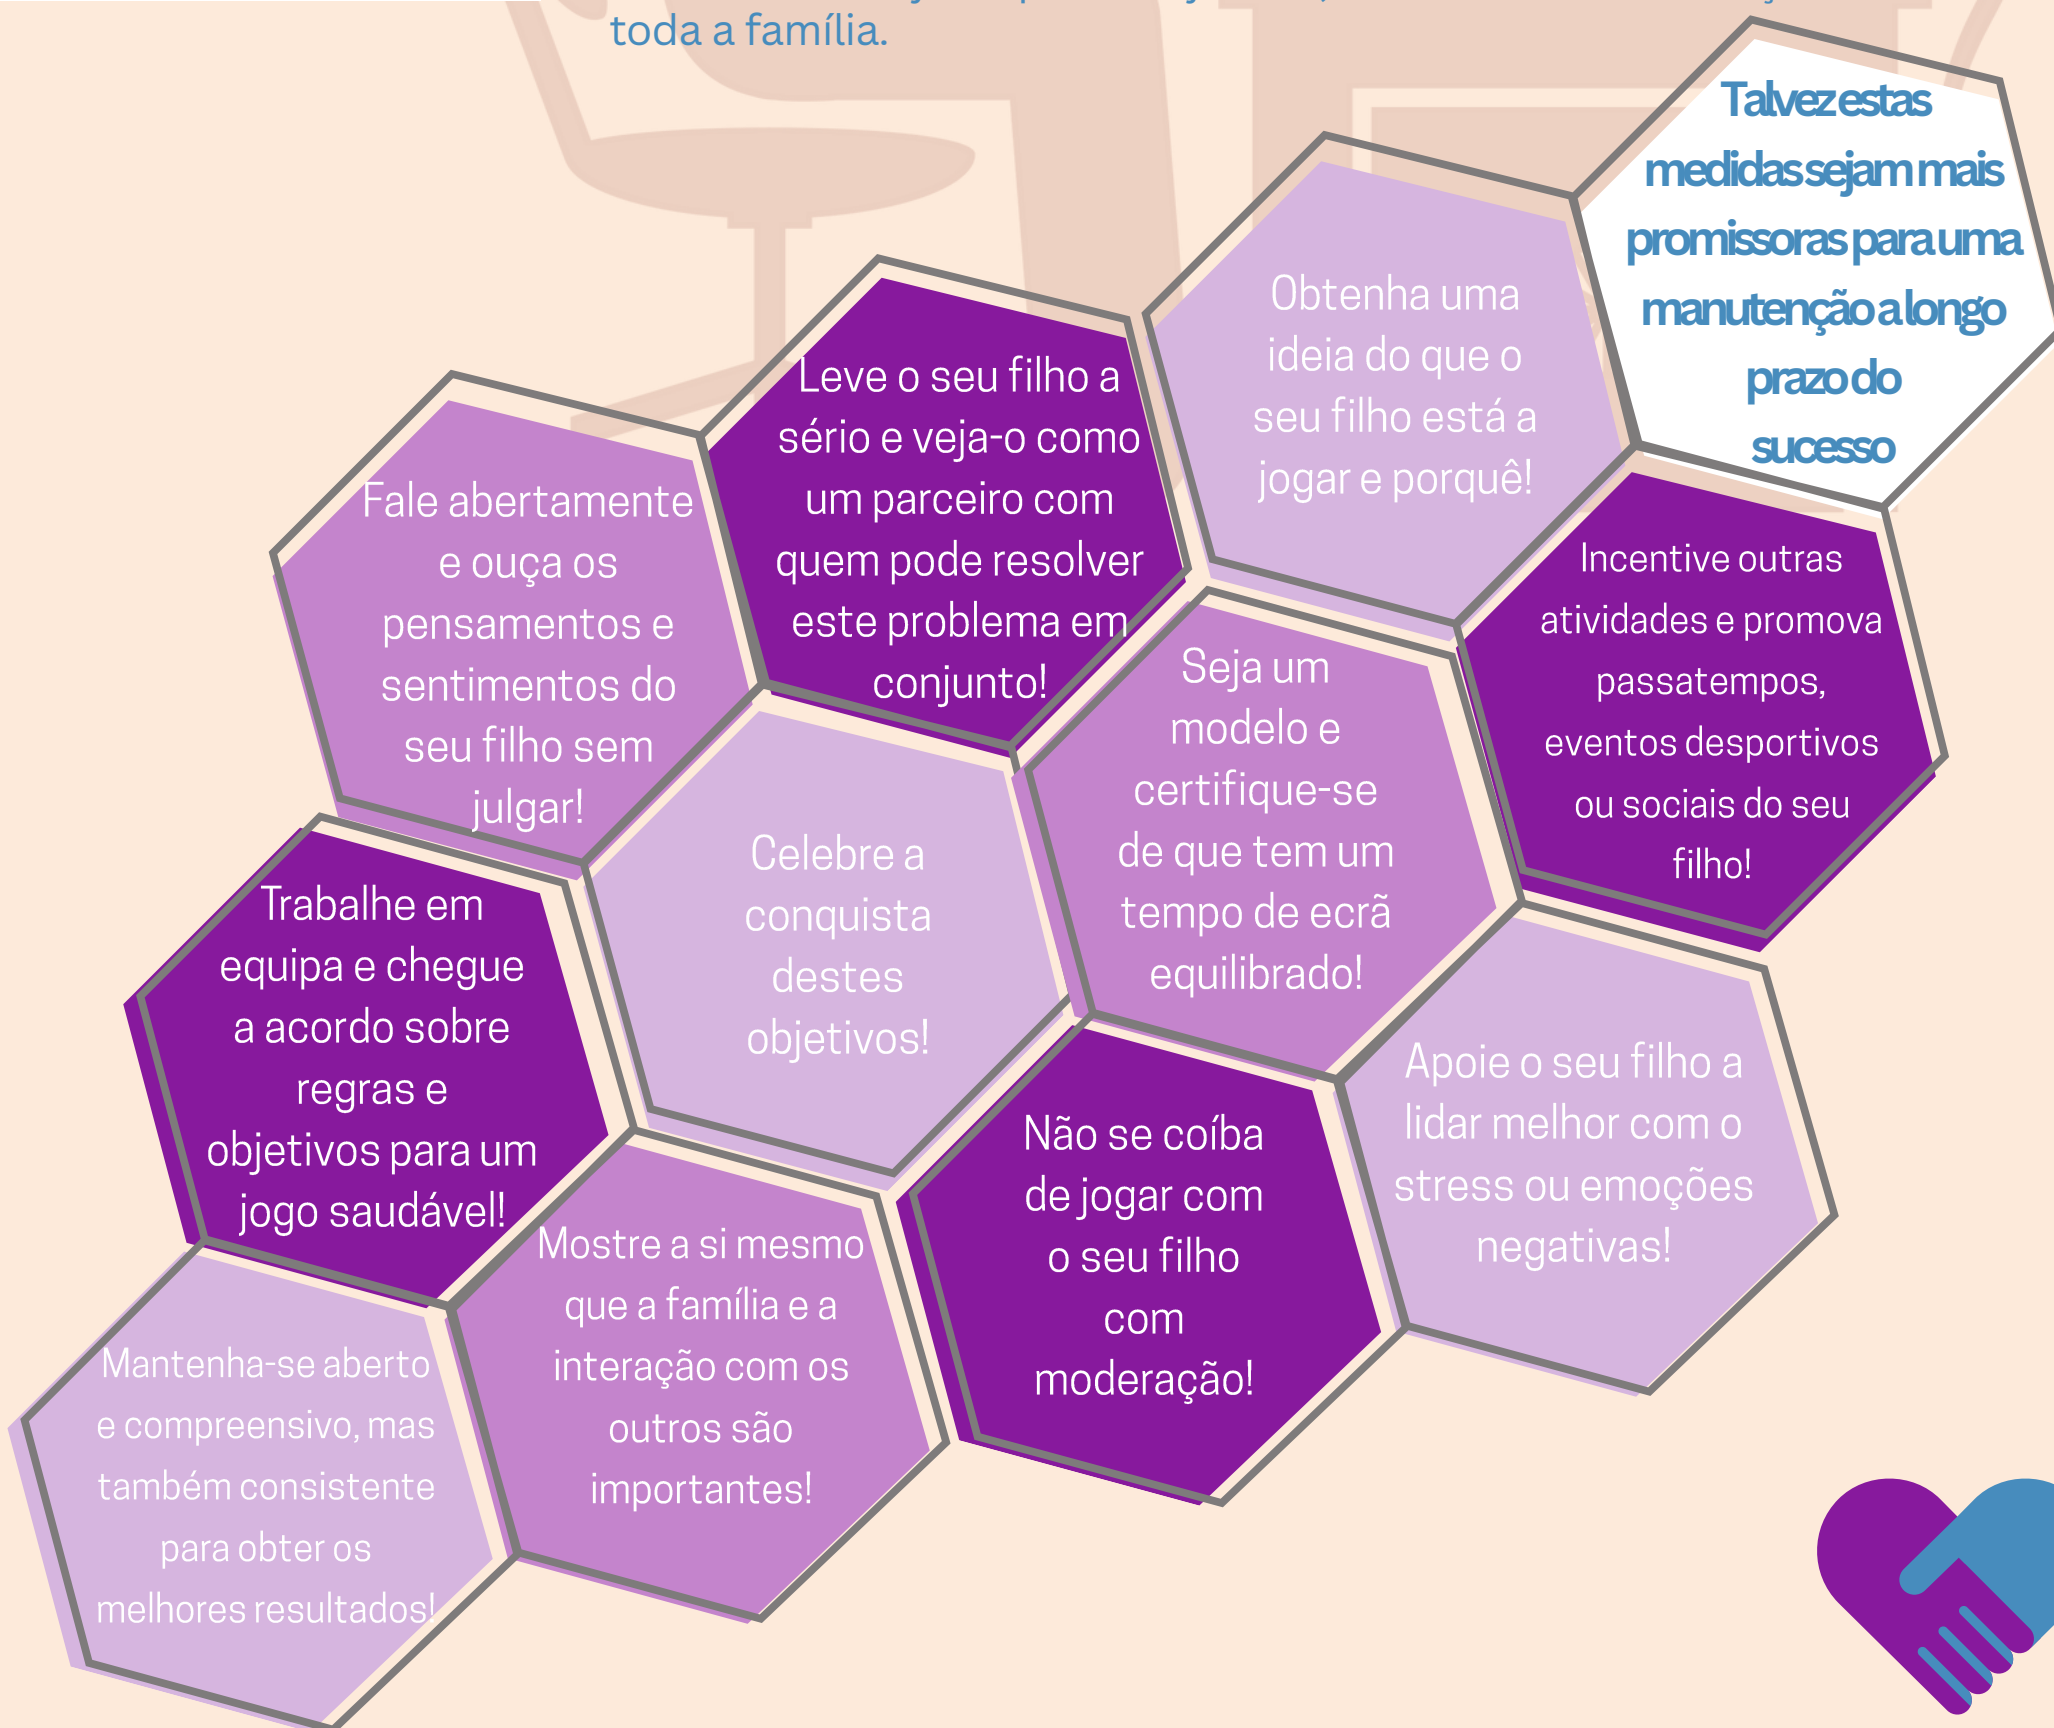 toda a família.
Talvez estas
medidas sejam mais
promissoras para uma
manutenção a longo
prazo do
sucesso
Obtenha uma
ideia do que o
seu filho está a
jogar e porquê!
Leve o seu filho a
sério e veja-o como
um parceiro com
quem pode resolver
este problema em
conjunto!
Fale abertamente
e ouça os
pensamentos e
sentimentos do
seu filho sem
julgar!
Incentive outras
atividades e promova
passatempos,
eventos desportivos
ou sociais do seu
filho!
Seja um
modelo e
certifique-se
de que tem um
tempo de ecrã
equilibrado!
Celebre a
conquista
destes
objetivos!
Trabalhe em
equipa e chegue
a acordo sobre
regras e
objetivos para um
jogo saudável!
Apoie o seu filho a
lidar melhor com o
stress ou emoções
negativas!
Não se coíba
de jogar com
o seu filho
com
moderação!
Mostre a si mesmo
que a família e a
interação com os
outros são
importantes!
Mantenha-se aberto
e compreensivo, mas
também consistente
para obter os
melhores resultados!